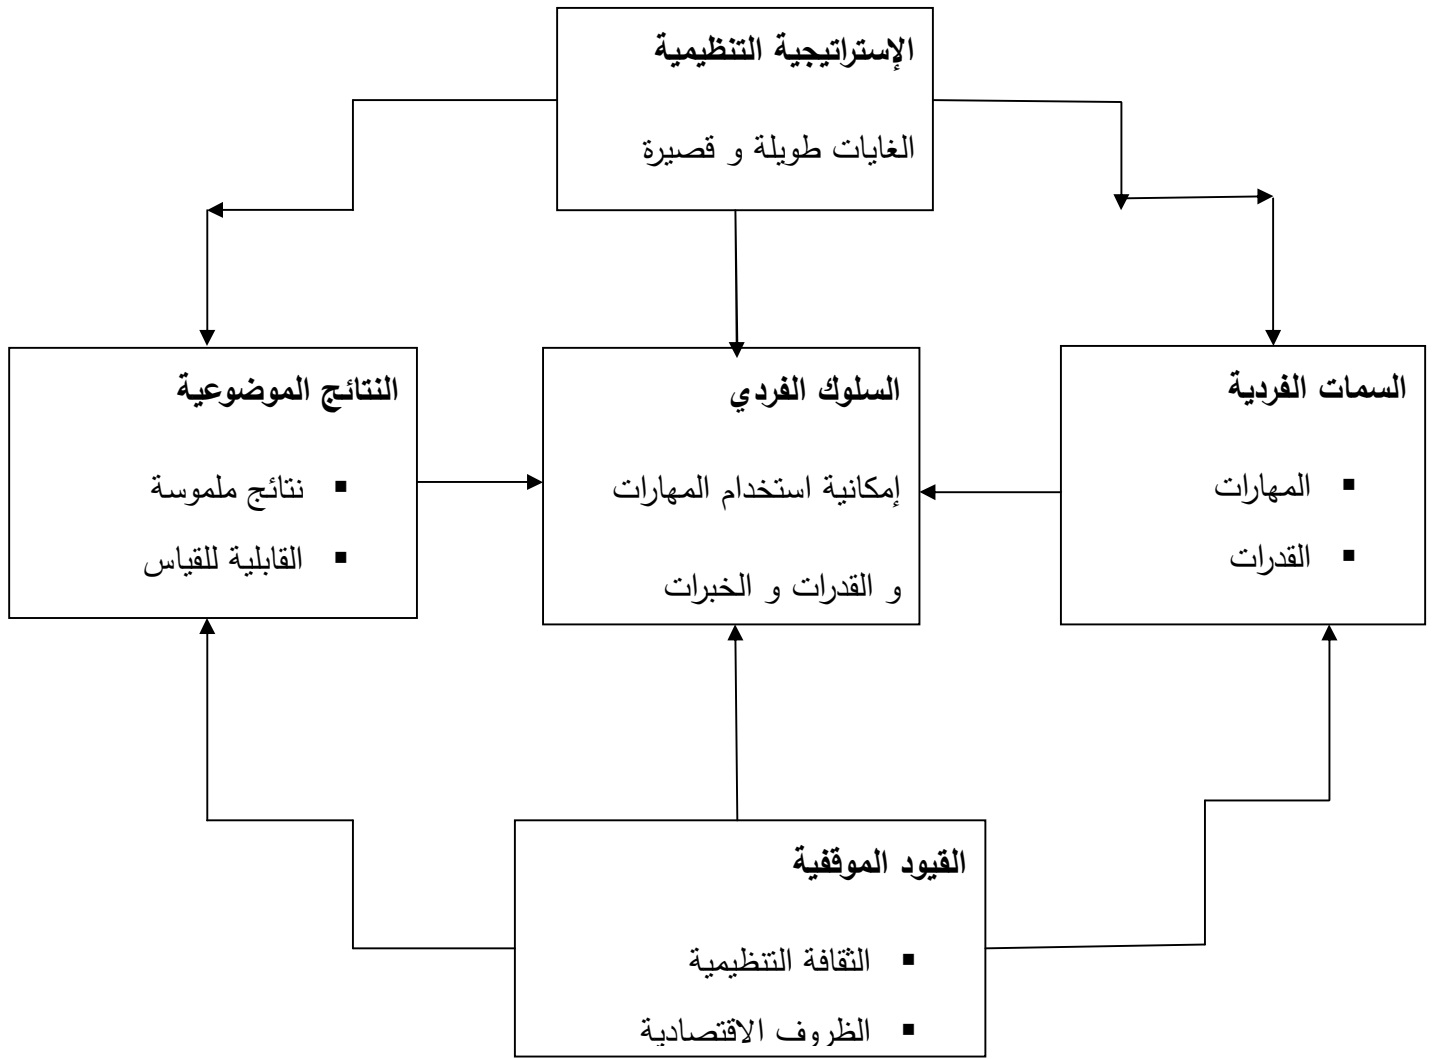 الإستراتيجية التنظيمية
الغايات طويلة و قصيرة
السمات الفردية
▪ المهارات
▪ القدرات
السلوك الفردي
إمكانية استخدام المهارات
و القدرات و الخبرات
النتائج الموضوعية
▪ نتائج ملموسة
▪ القابلية للقياس
القيود الموقفية
▪ الثقافة التنظيمية
▪ الظروف الاقتصادية